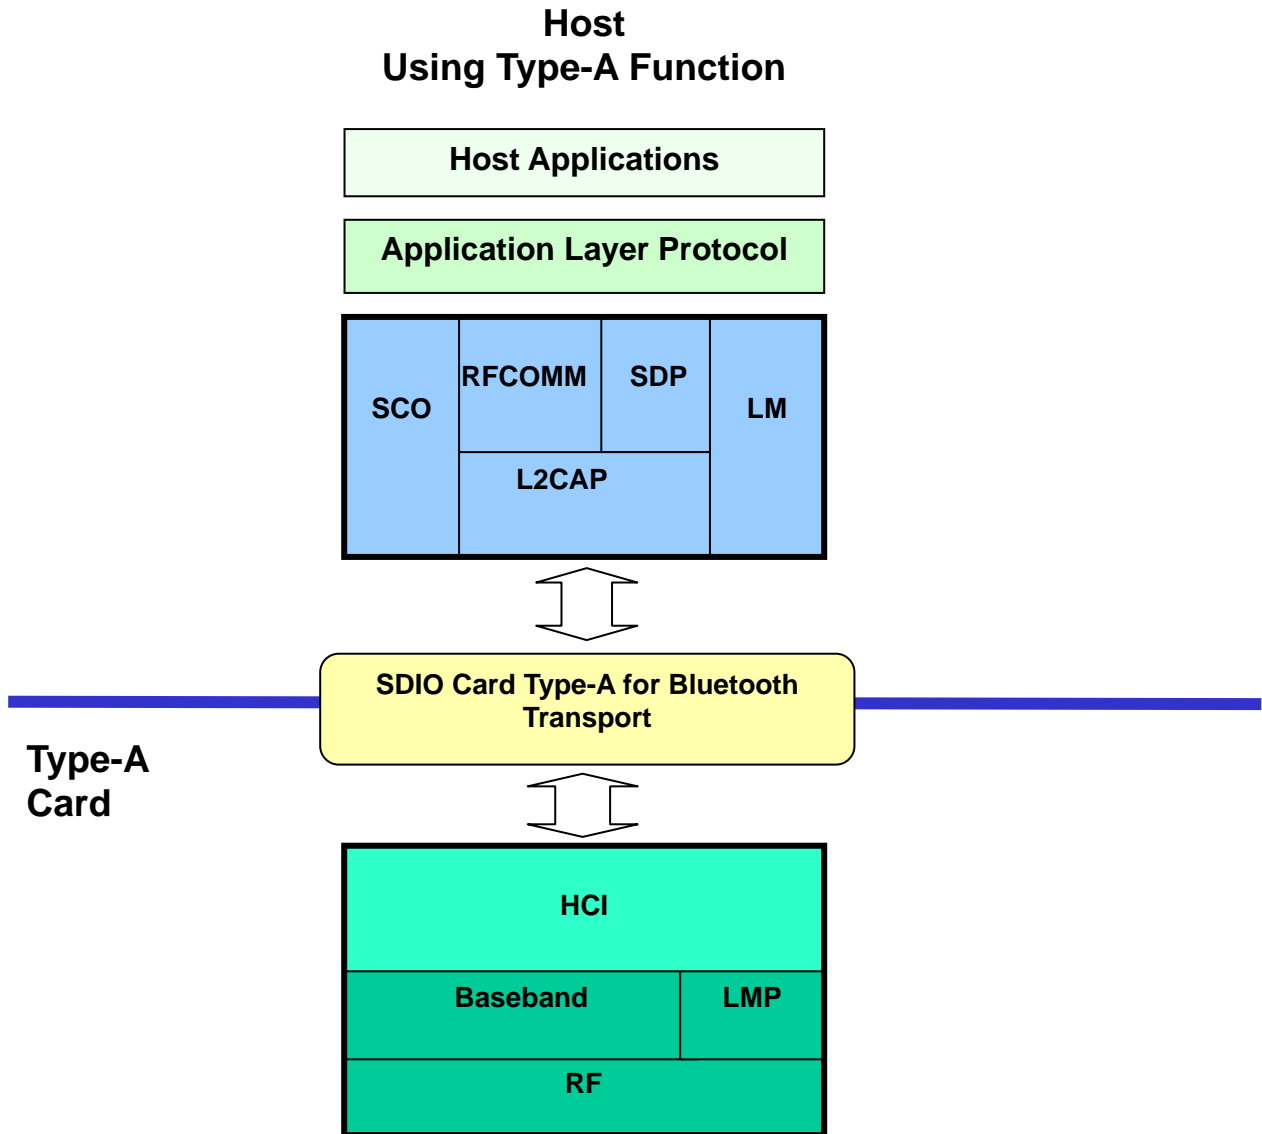 Host
Using Type-A Function
Host Applications
Application Layer Protocol
RFCOMM
SDP
SCO
LM
L2CAP
SDIO Card Type-A for Bluetooth
Transport
Type-A
Card
HCI
Baseband
LMP
RF